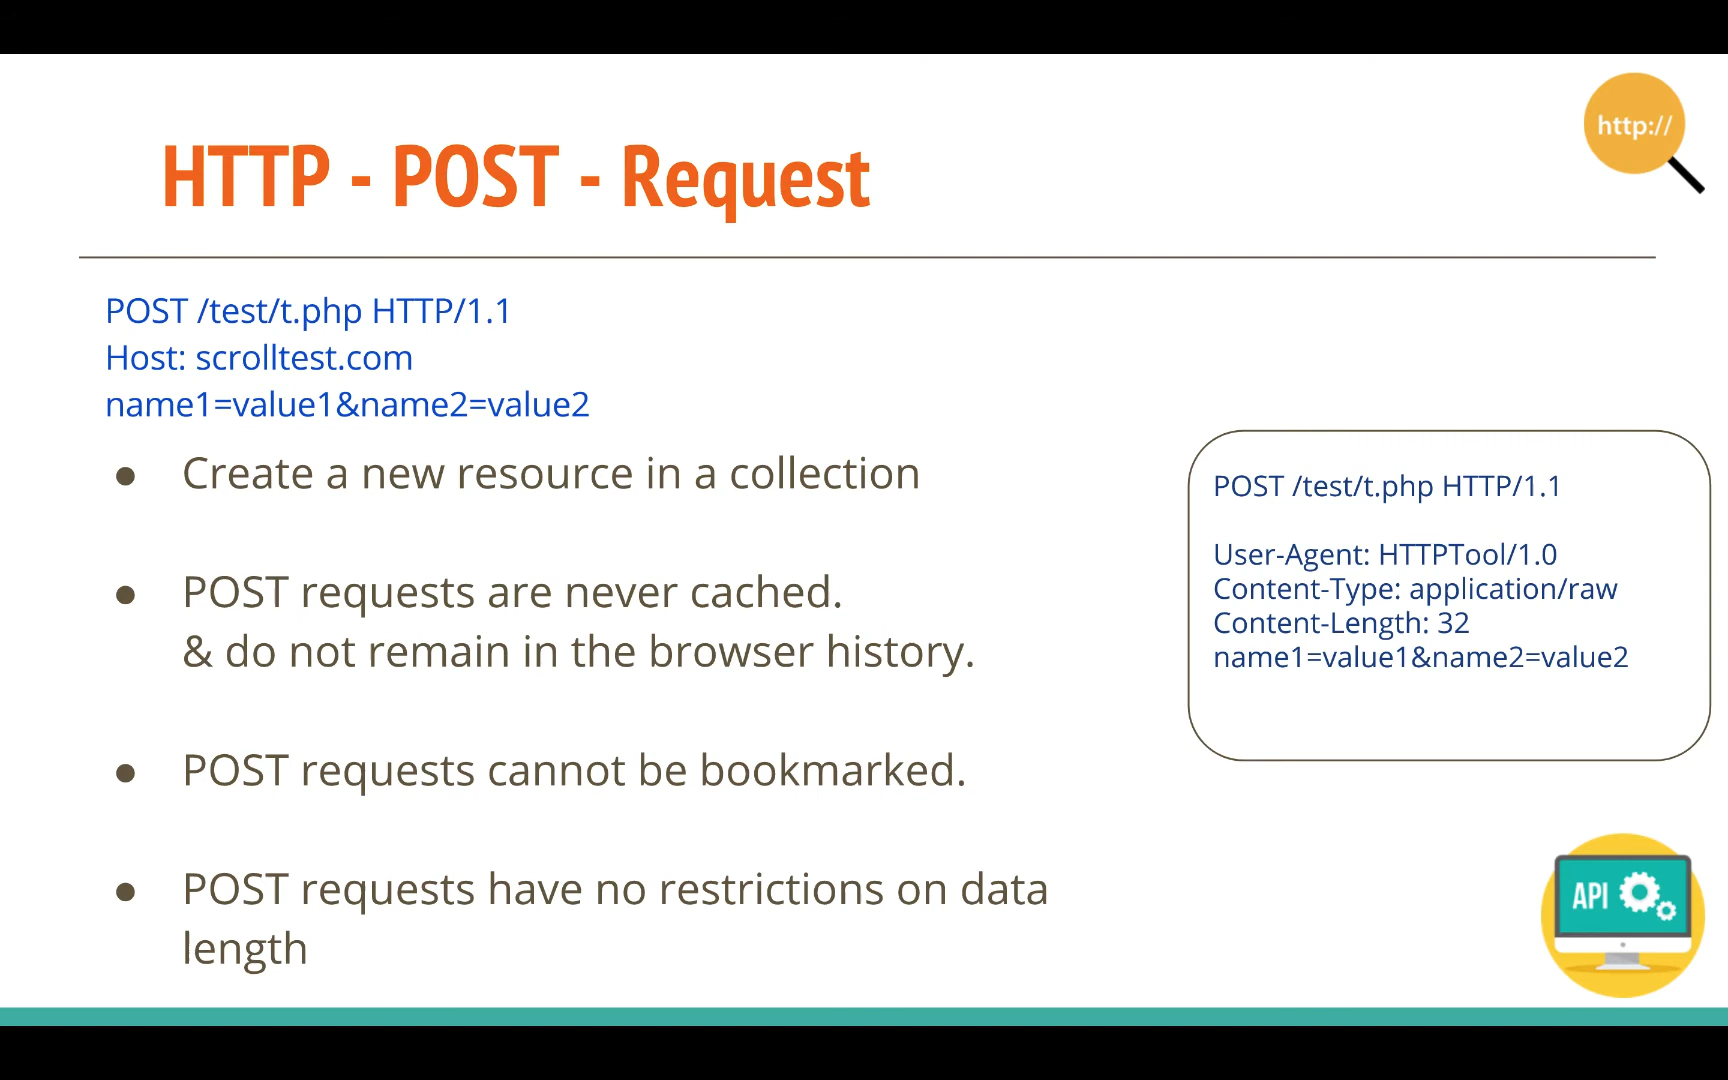 http://
HTTP - POST - Request
POST /test/t.php HTTP/1.1
Host: scrolltest.com
name1=value1&name2=value2
● Create a new resource in a collection
● POST requests are never cached.
& do not remain in the browser history.
● POST requests cannot be bookmarked.
● POST requests have no restrictions on data
length
POST /test/t.php HTTP/1.1
User-Agent: HTTPTool/1.0
Content-Type: application/raw
Content-Length: 32
name1=value1&name2=value2
API